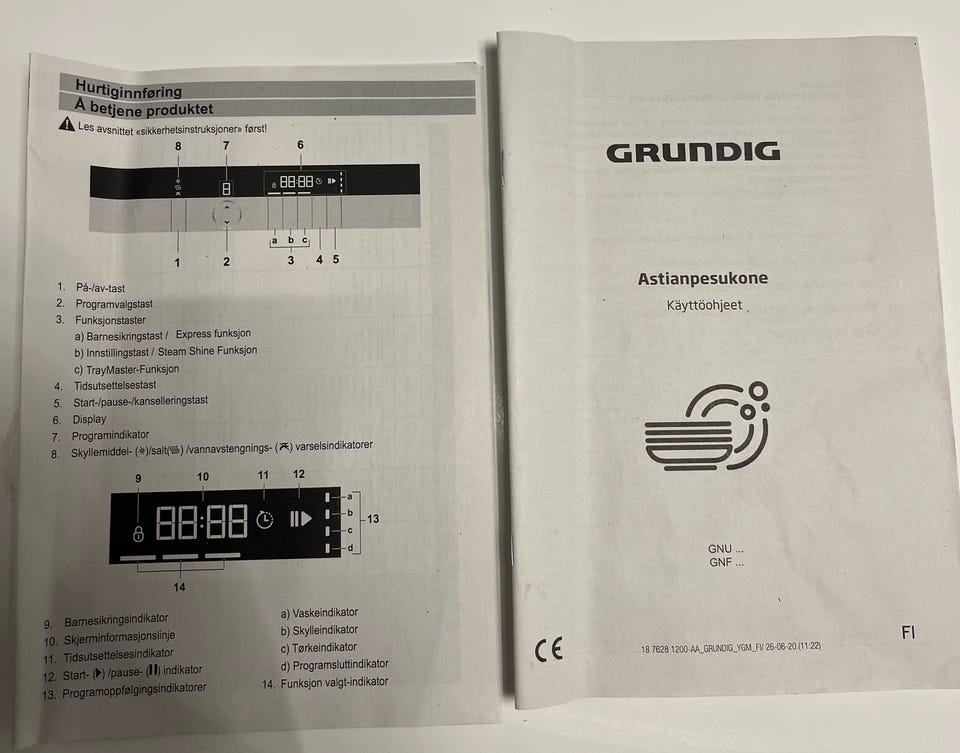 Hurtiginnføring
Å betjene produktet
Les avsnittet «sikkerhetsinstruksjoner» først!
8 7 6
8
88:88
a b c
1 2 3 4 5
1. På-/av-tast
2. Programvalgstast
3. Funksjonstaster
a) Barnesikringstast / Express funksjon
b) Innstillingstast / Steam Shine Funksjon
c) TrayMaster-Funksjon
4. Tidsutsettelsestast
5. Start-/pause-/kanselleringstast
6. Display
7. Programindikator
8. Skyllemiddel- ()/salt() /vannavstengnings- () varselindikatorer
9 10 11 12
88:88
a
b
c
d
13
14
9. Barnesikringsindikator
10. Skjerminformasjonslinje
11. Tidsutsettelsesindikator
12. Start- () /pause- () indikator
13. Programoppfølgingsindikatorer
a) Vaskeindikator
b) Skylleindikator
c) Tørkeindikator
d) Programsluttindikator
14. Funksjon valgt-indikator
GRUNDIG
Astianpesukone
Käyttöohjeet
GNU ...
GNF ...
CE
18 7628 1200-AA_GRUNDIG_YGM_FI/ 26-06-20.(11:22)
FI